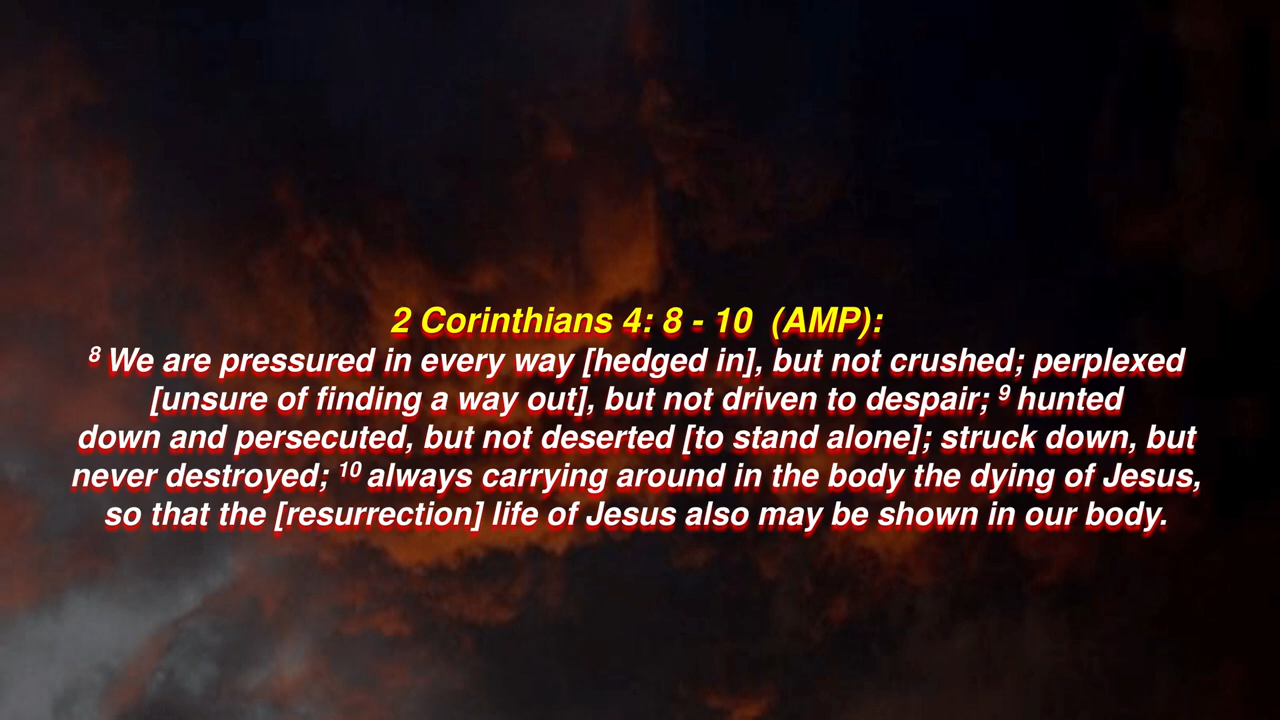 2 Corinthians 4: 8 - 10  (AMP):
⁸ We are pressured in every way [hedged in], but not crushed; perplexed
[unsure of finding a way out], but not driven to despair; ⁹ hunted
down and persecuted, but not deserted [to stand alone]; struck down, but
never destroyed; ¹⁰ always carrying around in the body the dying of Jesus,
so that the [resurrection] life of Jesus also may be shown in our body.